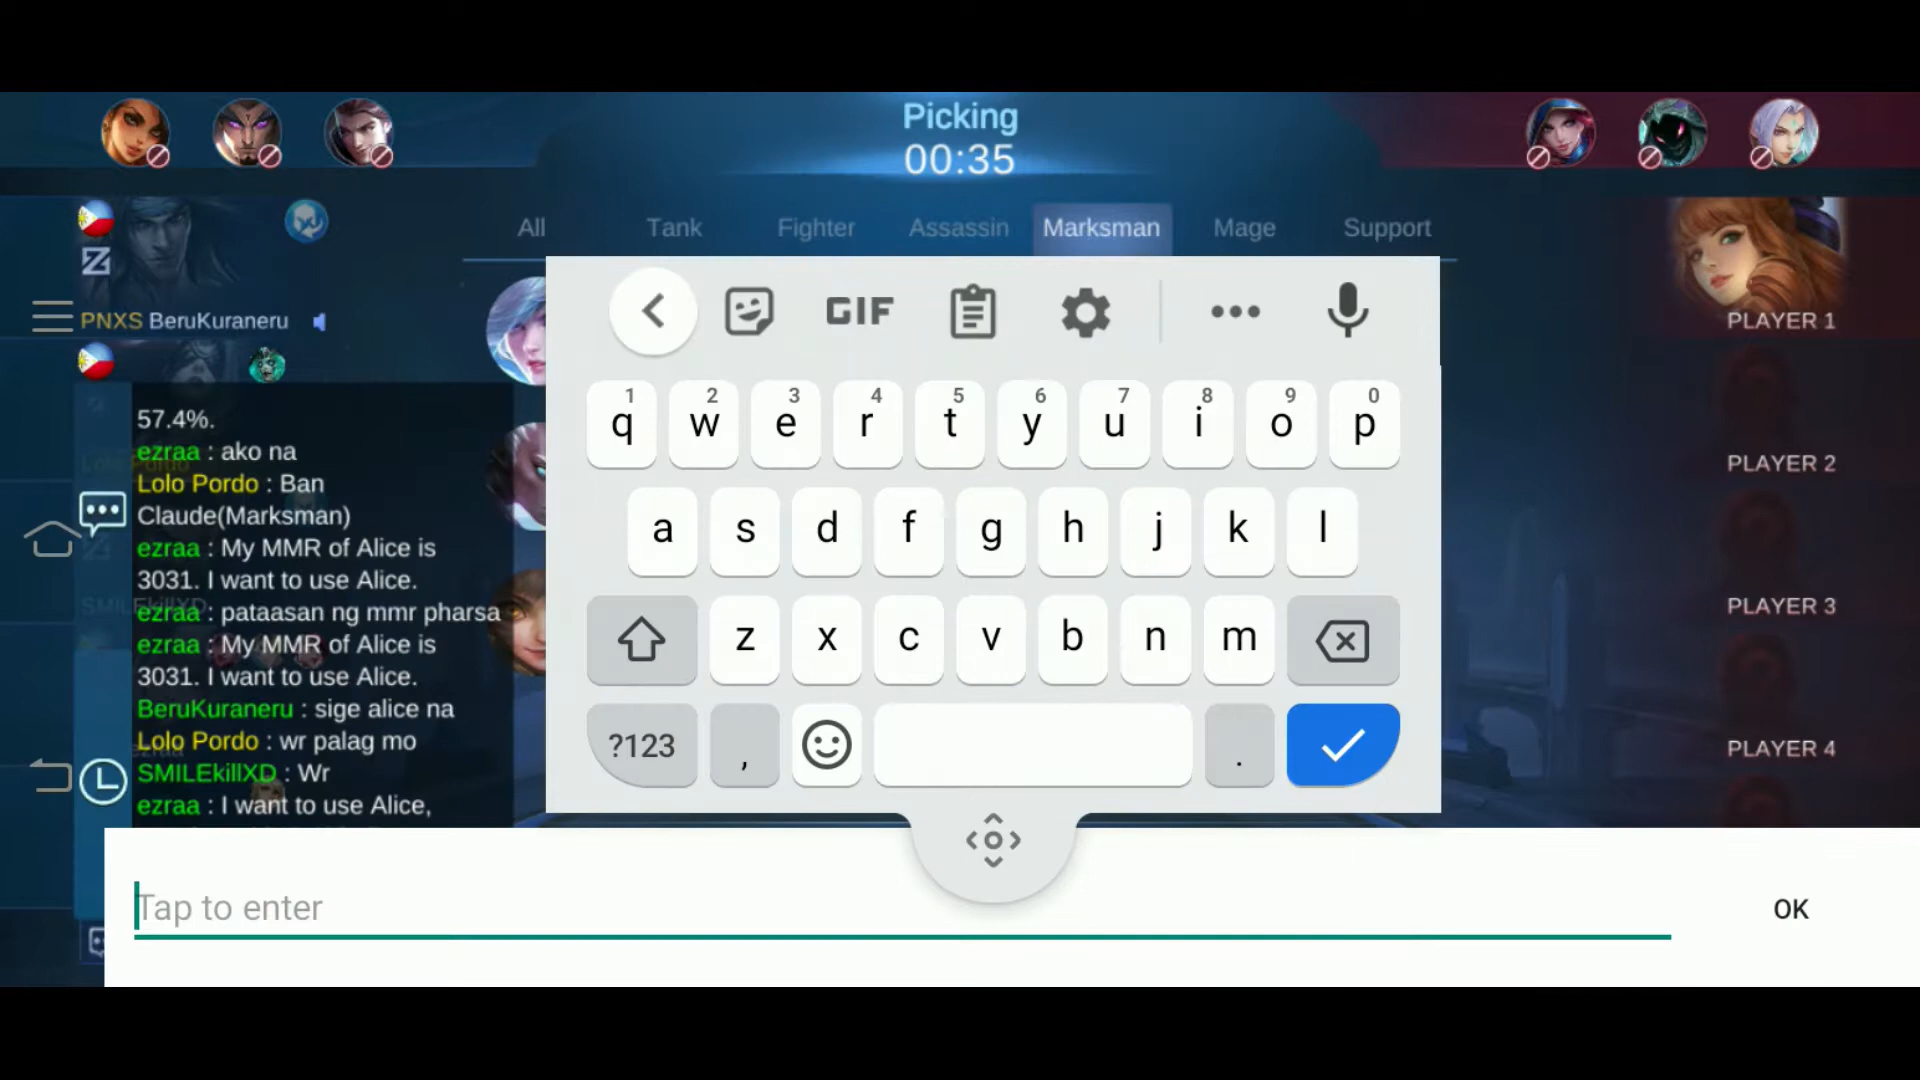 Picking
00:35
All Tank Fighter Assassin Marksman Mage Support
PNXS BeruKuraneru
57.4%.
ezraa : ako na
Lolo Pordo : Ban
Claude(Marksman)
ezraa : My MMR of Alice is
3031. I want to use Alice.
ezraa : pataasan ng mmr pharsa
ezraa : My MMR of Alice is
3031. I want to use Alice.
BeruKuraneru : sige alice na
Lolo Pordo : wr palag mo
SMILEkillXD : Wr
ezraa : I want to use Alice,
GIF
1 2 3 4 5 6 7 8 9 0
q w e r t y u i o p
a s d f g h j k l
z x c v b n m
?123 , .
PLAYER 1
PLAYER 2
PLAYER 3
PLAYER 4
Tap to enter
OK